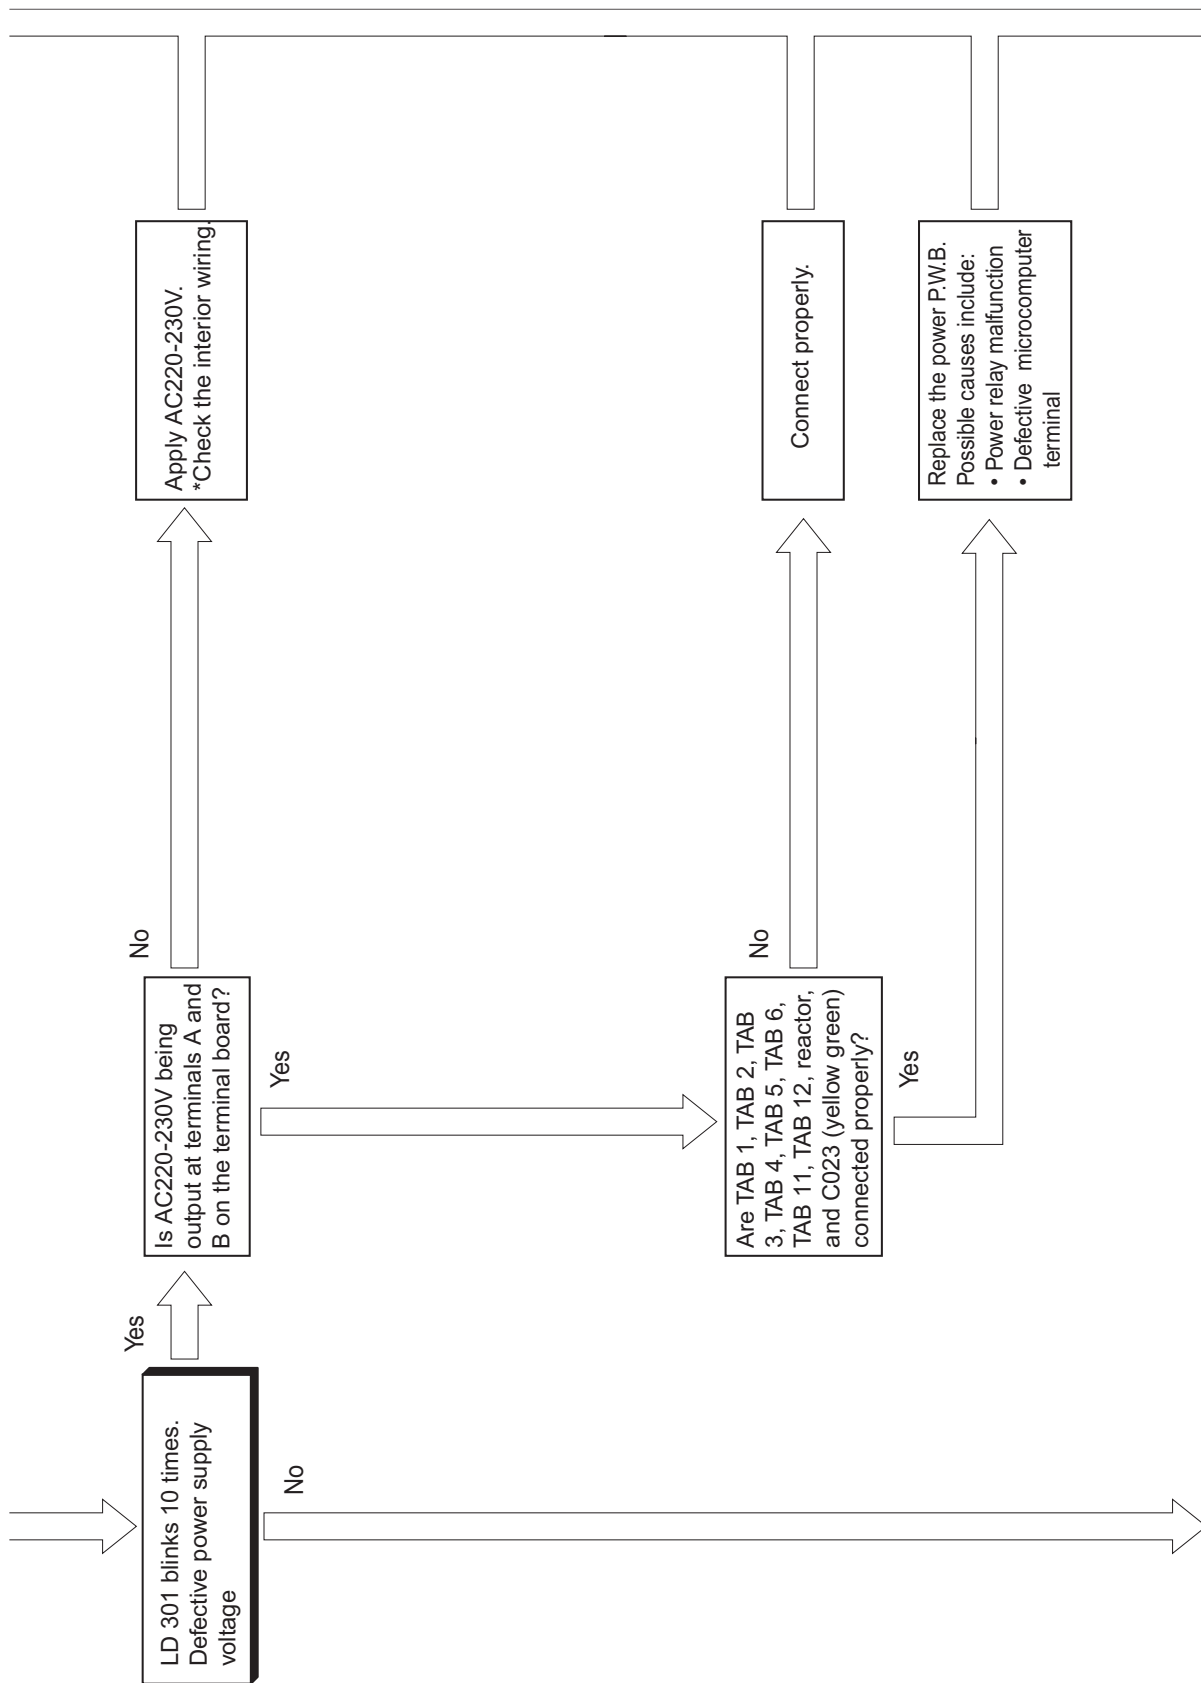 LD 301 blinks 10 times.
Defective power supply
voltage
Yes
No
Is AC220-230V being
output at terminals A and
B on the terminal board?
No
Yes
Apply AC220-230V.
*Check the interior wiring.
Are TAB 1, TAB 2, TAB
3, TAB 4, TAB 5, TAB 6,
TAB 11, TAB 12, reactor,
and C023 (yellow green)
connected properly?
No
Yes
Connect properly.
Replace the power P.W.B.
Possible causes include:
• Power relay malfunction
• Defective microcomputer
terminal